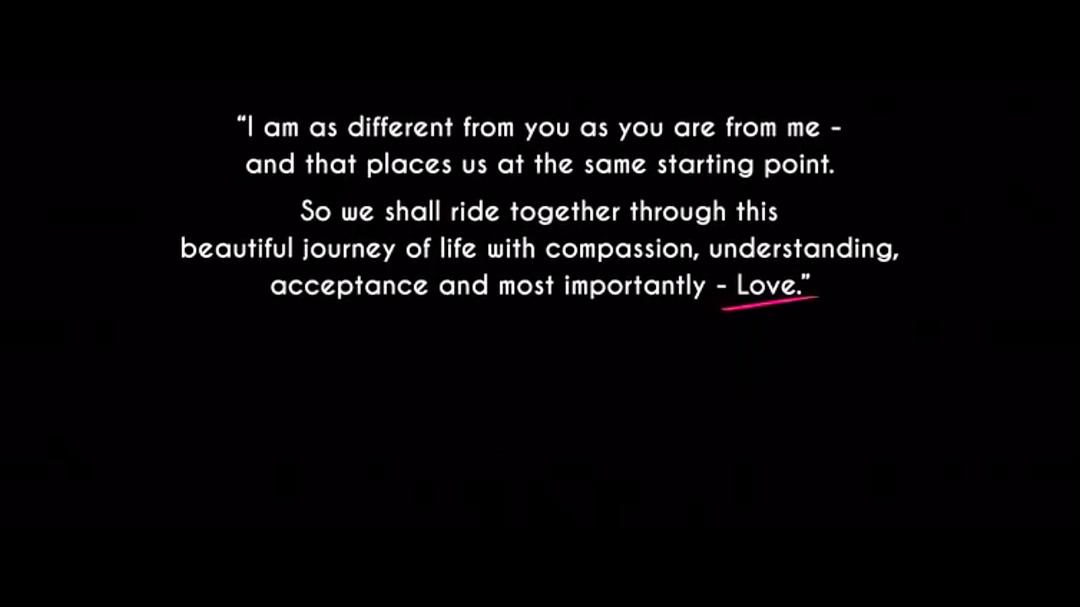 “I am as different from you as you are from me -
and that places us at the same starting point.
So we shall ride together through this
beautiful journey of life with compassion, understanding,
acceptance and most importantly - Love.”